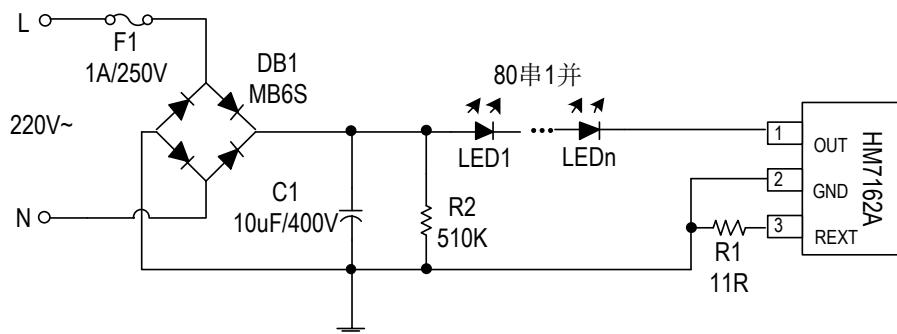 L
F1
1A/250V
DB1
MB6S
220V~
N
C1
10uF/400V
R2
510K
80串1并
LED1
LEDn
1
OUT
2
GND
3
REXT
HM7162A
R1
11R